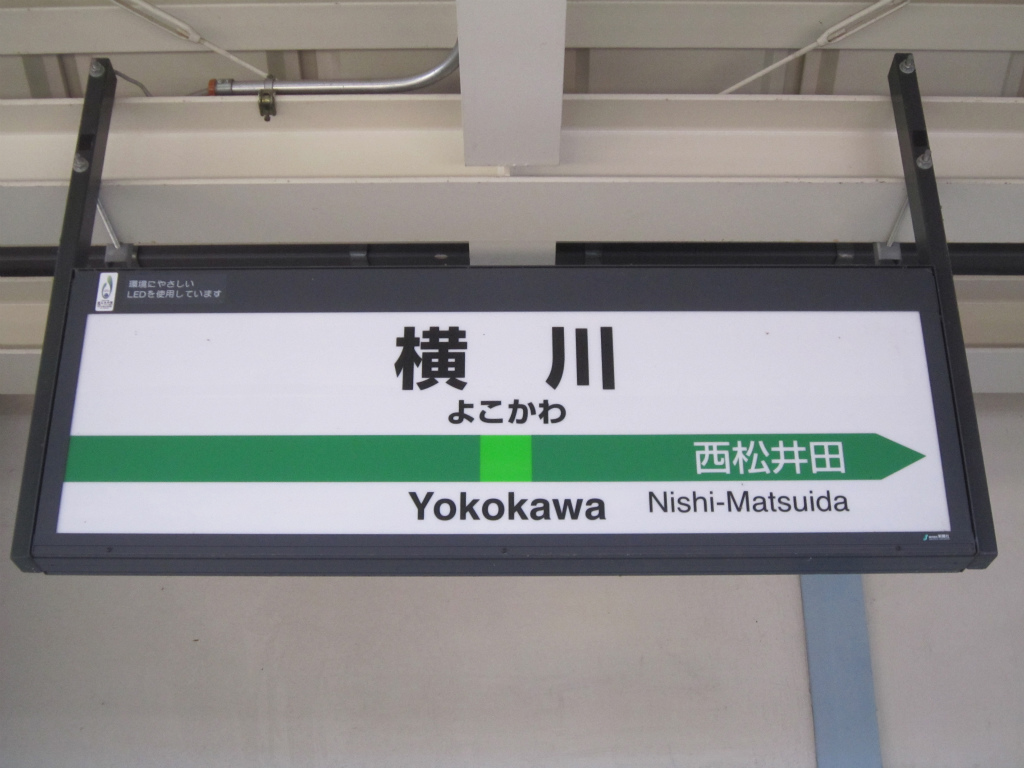 環境にやさしい
LEDを使用しています
横川
よこかわ
西松井田
Yokokawa
Nishi-Matsuida